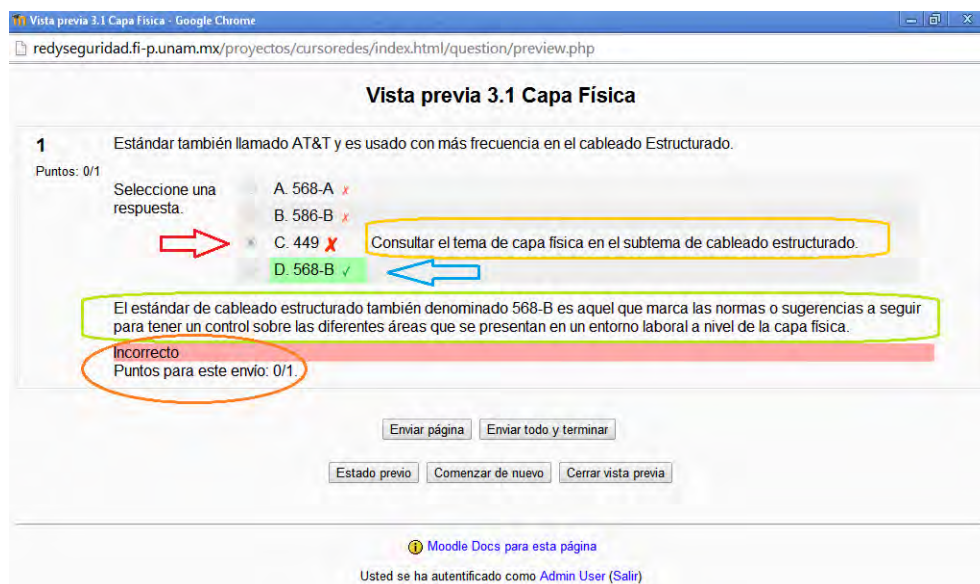 Vista previa 3.1 Capa Física - Google Chrome
redyseguridad.fi-p.unam.mx/proyectos/cursoredes/index.html/question/preview.php
Vista previa 3.1 Capa Física
1
Puntos: 0/1
Estándar también llamado AT&T y es usado con más frecuencia en el cableado Estructurado.
Seleccione una
respuesta.
A. 568-A ✗
B. 586-B ✗
C. 449 ✗ Consultar el tema de capa física en el subtema de cableado estructurado.
D. 568-B ✓
El estándar de cableado estructurado también denominado 568-B es aquel que marca las normas o sugerencias a seguir
para tener un control sobre las diferentes áreas que se presentan en un entorno laboral a nivel de la capa física.
Incorrecto
Puntos para este envío: 0/1.
Enviar página Enviar todo y terminar
Estado previo Comenzar de nuevo Cerrar vista previa
Moodle Docs para esta página
Usted se ha autentificado como Admin User (Salir)